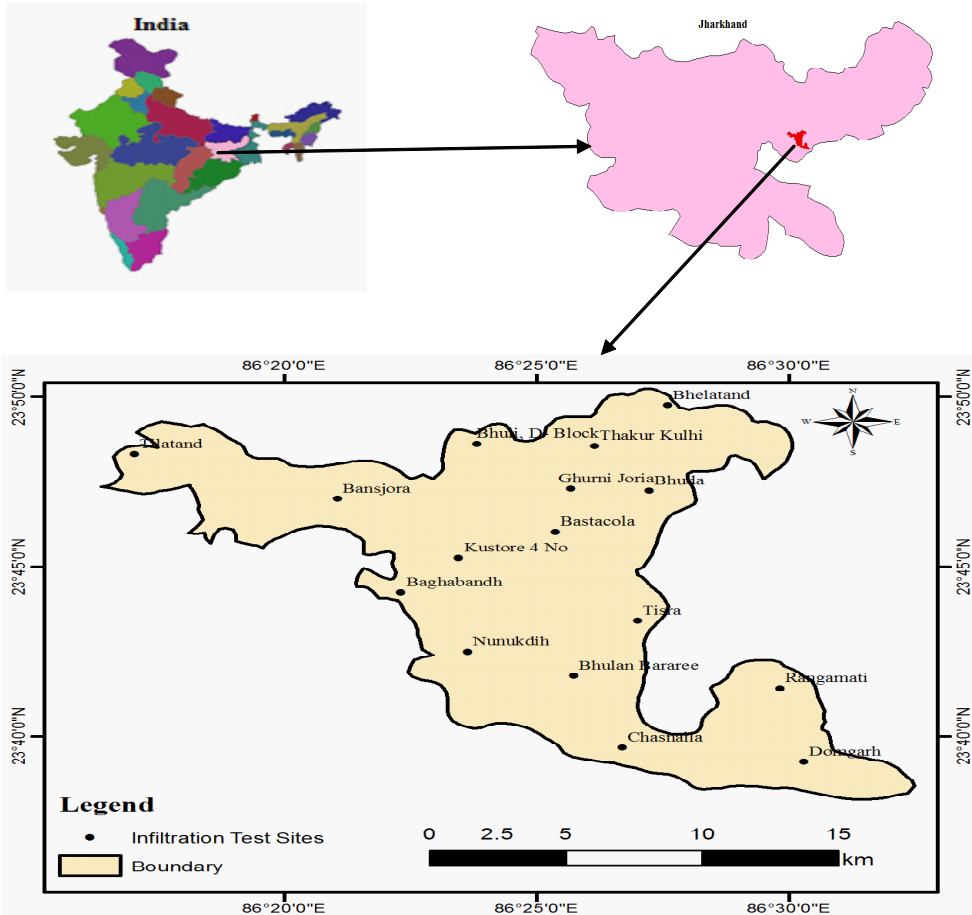 India
Jharkhand
86°20'0"E 86°25'0"E 86°30'0"E
23°50'0"N 23°50'0"N
N
W E
S
Bhelatand
Bhuli, D- Block Thakur Kulhi
Tilatand
Ghurni Joria Bhuda
Bansjora
Bastacola
Kustore 4 No
23°45'0"N 23°45'0"N
Baghabandh
Tisra
Nunukdih
Bhulan Bararee
Rangamati
23°40'0"N 23°40'0"N
Chasnalla
Domgarh
Legend
Infiltration Test Sites
Boundary
0 2.5 5 10 15
km
86°20'0"E 86°25'0"E 86°30'0"E